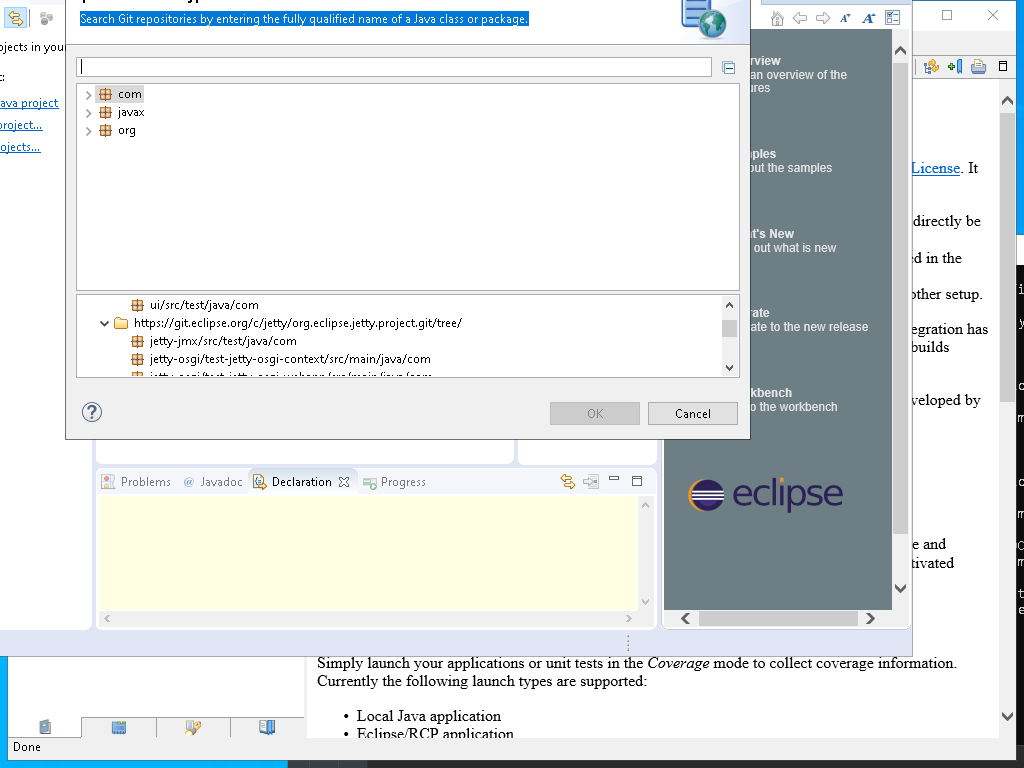 Search Git repositories by entering the fully qualified name of a Java class or package.
com
javax
org
ui/src/test/java/com
https://git.eclipse.org/c/jetty/org.eclipse.jetty.project.git/tree/
jetty-jmx/src/test/java/com
jetty-osgi/test-jetty-osgi-context/src/main/java/com
OK
Cancel
ojects in you
ava project
project...
ojects...
rview
an overview of the
ures
ples
out the samples
t's New
out what is new
rate
ate to the new release
kbench
o the workbench
eclipse
License. It
directly be
d in the
other setup.
egration has
builds
veloped by
e and
tivated
Problems
@ Javadoc
Declaration
Progress
Simply launch your applications or unit tests in the Coverage mode to collect coverage information.
Currently the following launch types are supported:
• Local Java application
• Eclipse/RCP application
Done